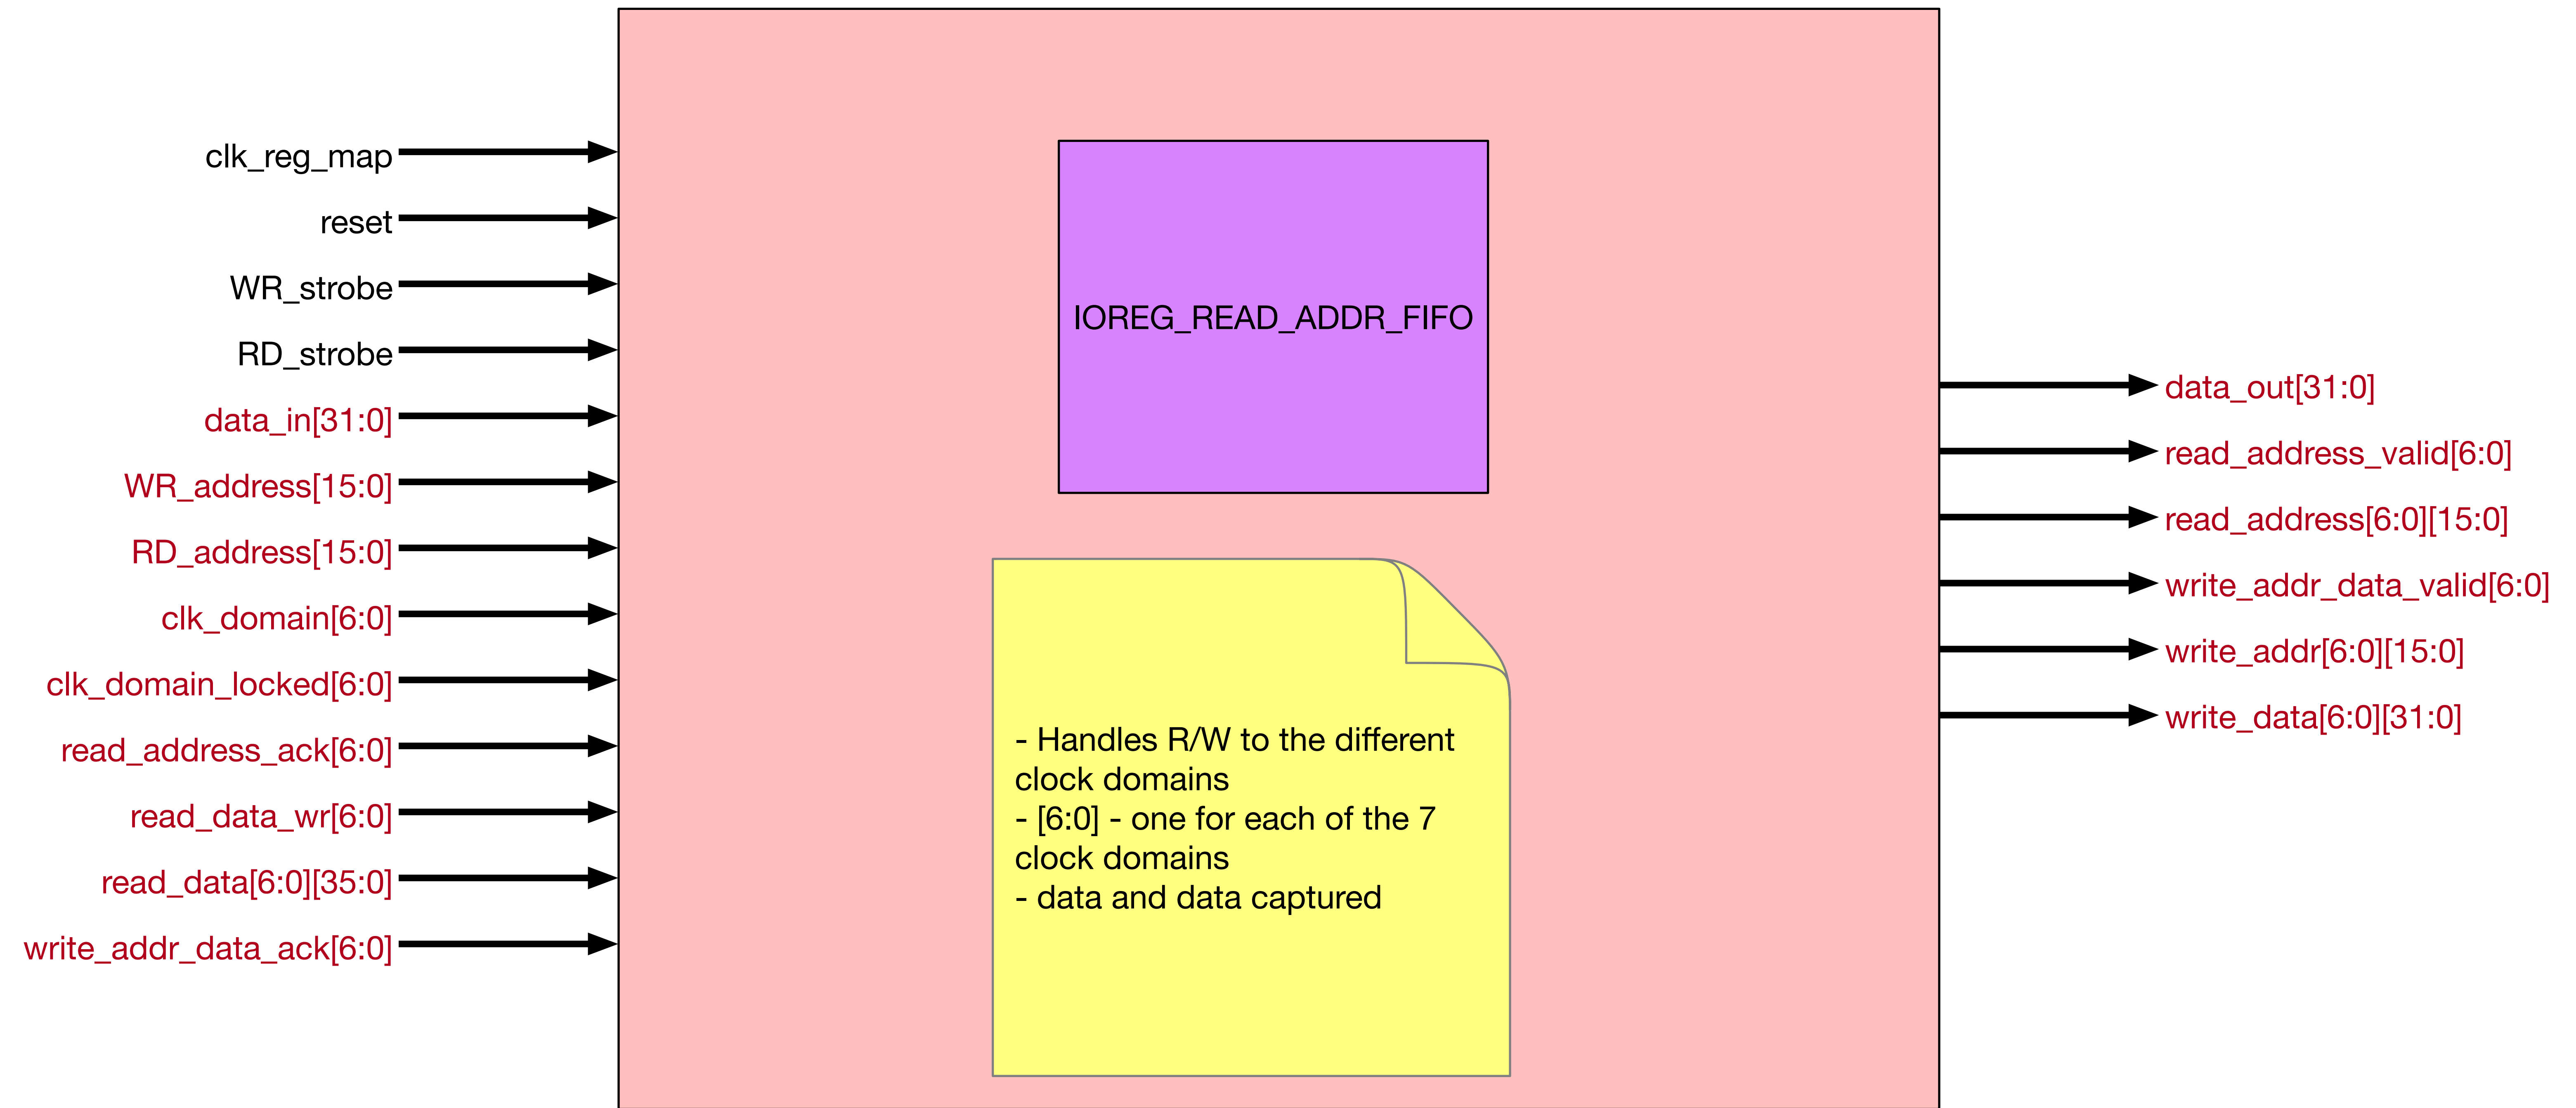 clk_reg_map
reset
WR_strobe
RD_strobe
data_in[31:0]
WR_address[15:0]
RD_address[15:0]
clk_domain[6:0]
clk_domain_locked[6:0]
read_address_ack[6:0]
read_data_wr[6:0]
read_data[6:0][35:0]
write_addr_data_ack[6:0]
IOREG_READ_ADDR_FIFO
- Handles R/W to the different
clock domains
- [6:0] - one for each of the 7
clock domains
- data and data captured
data_out[31:0]
read_address_valid[6:0]
read_address[6:0][15:0]
write_addr_data_valid[6:0]
write_addr[6:0][15:0]
write_data[6:0][31:0]